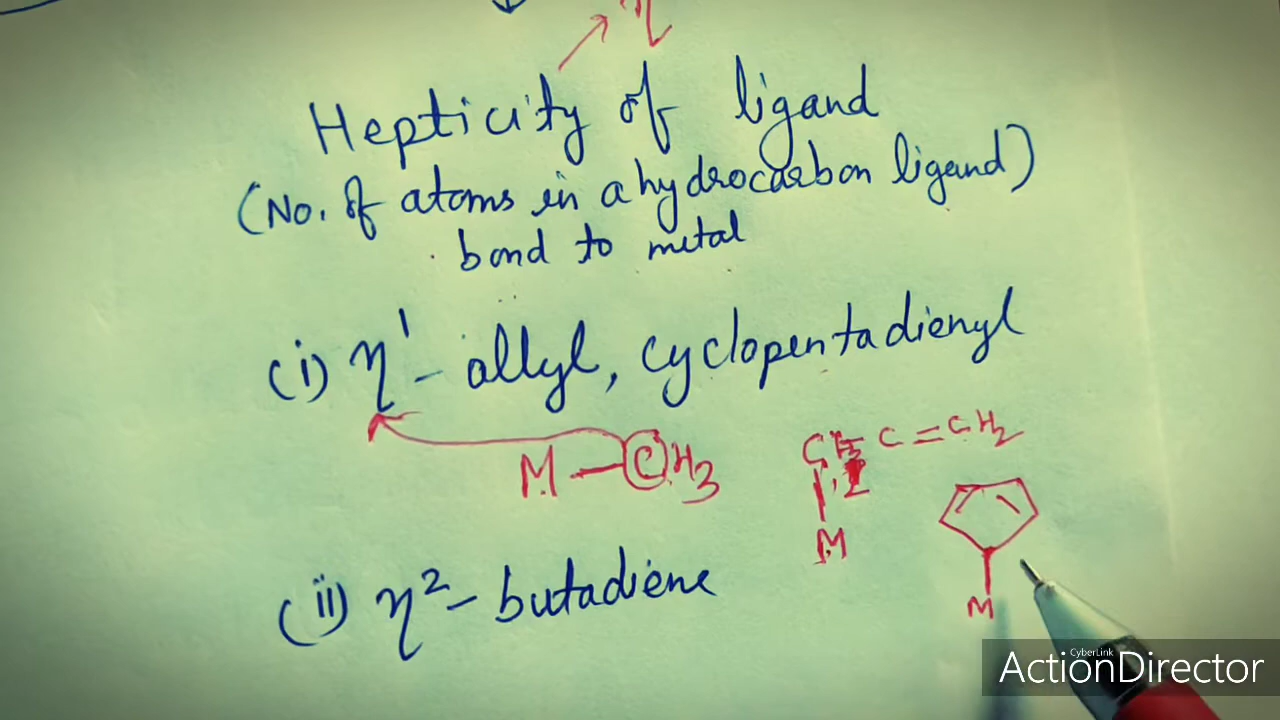 η
Hepticity of ligand
(No. of atoms in a hydrocarbon ligand)
bond to metal
(i) η¹- allyl, cyclopentadienyl
M-CH3
C = CH2
M
M
(ii) η²- butadiene
CyberLink
ActionDirector